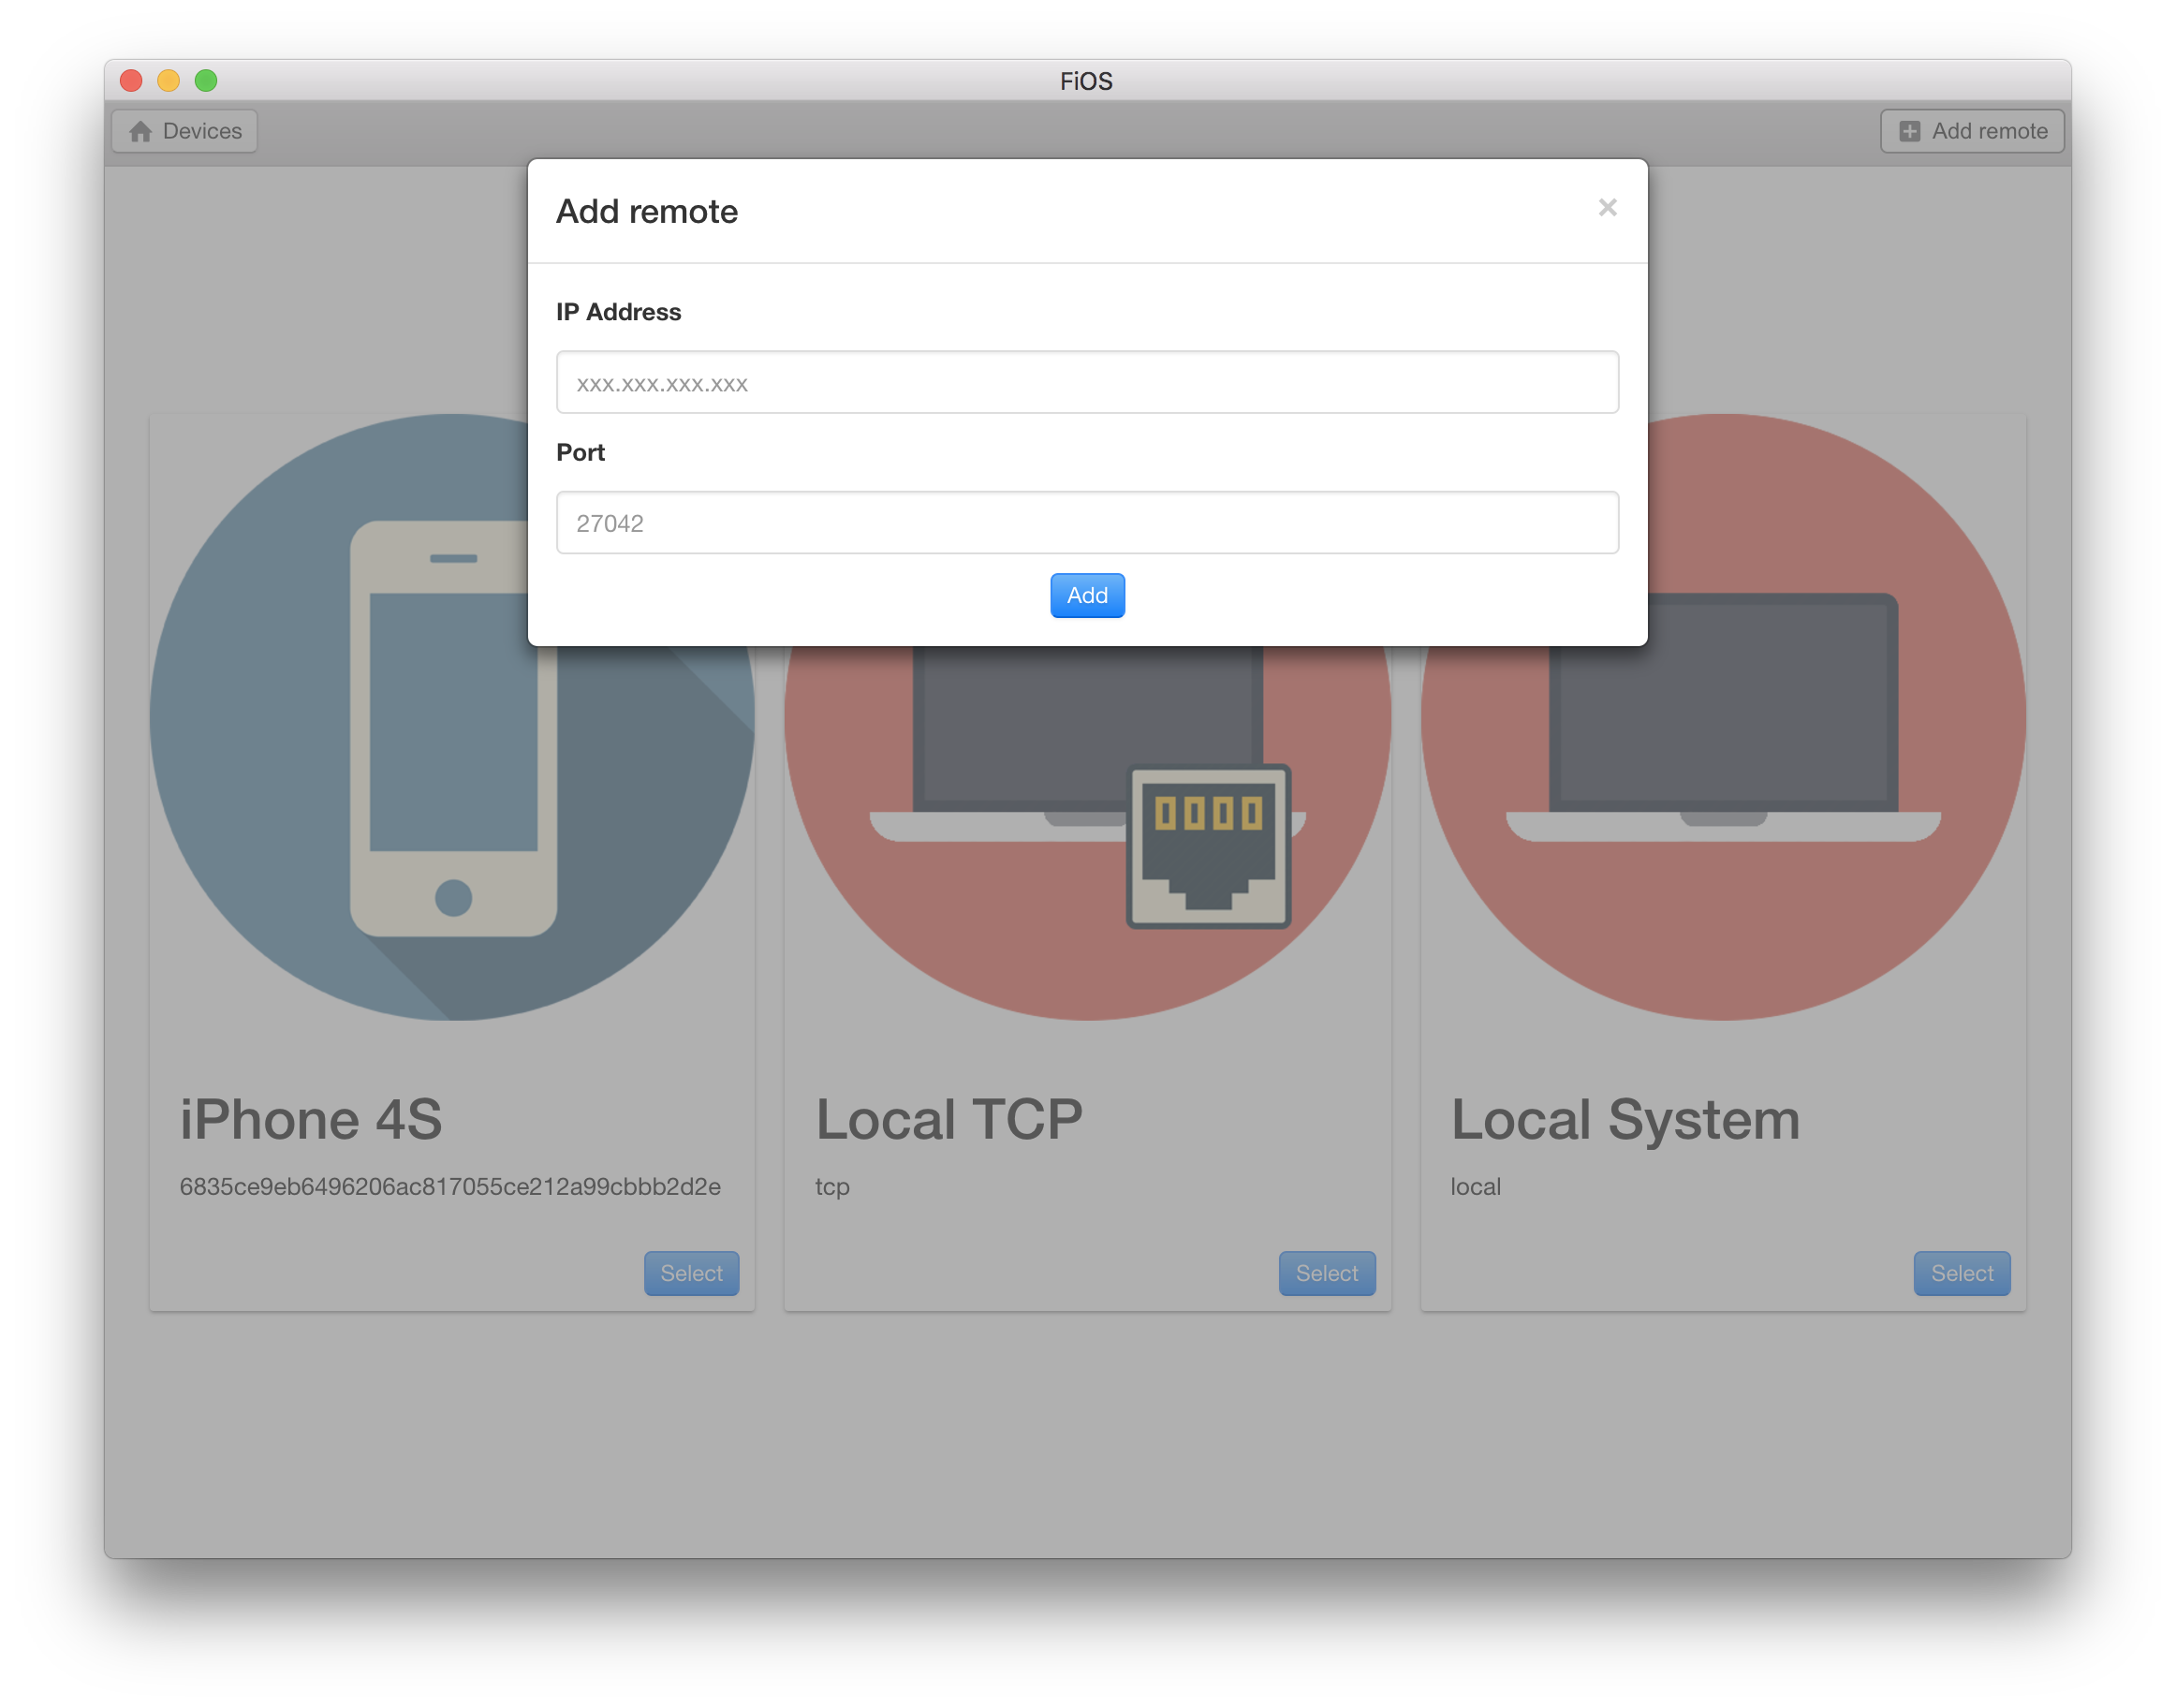 FiOS
Devices
Add remote
Add remote
×
IP Address
xxx.xxx.xxx.xxx
Port
27042
Add
iPhone 4S
6835ce9eb6496206ac817055ce212a99cbbb2d2e
Select
Local TCP
tcp
Select
Local System
local
Select